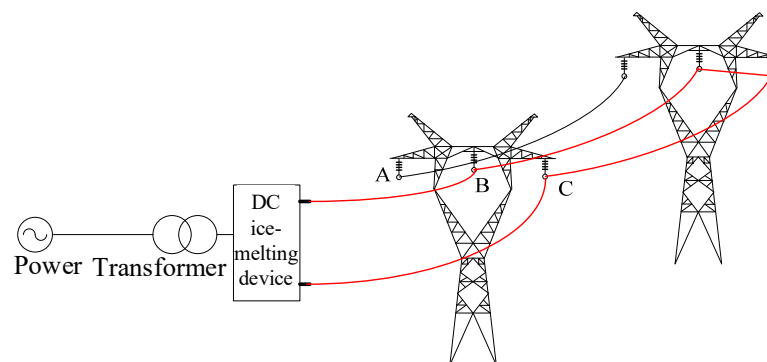 A
B
C
DC
ice-
melting
device
Power
Transformer